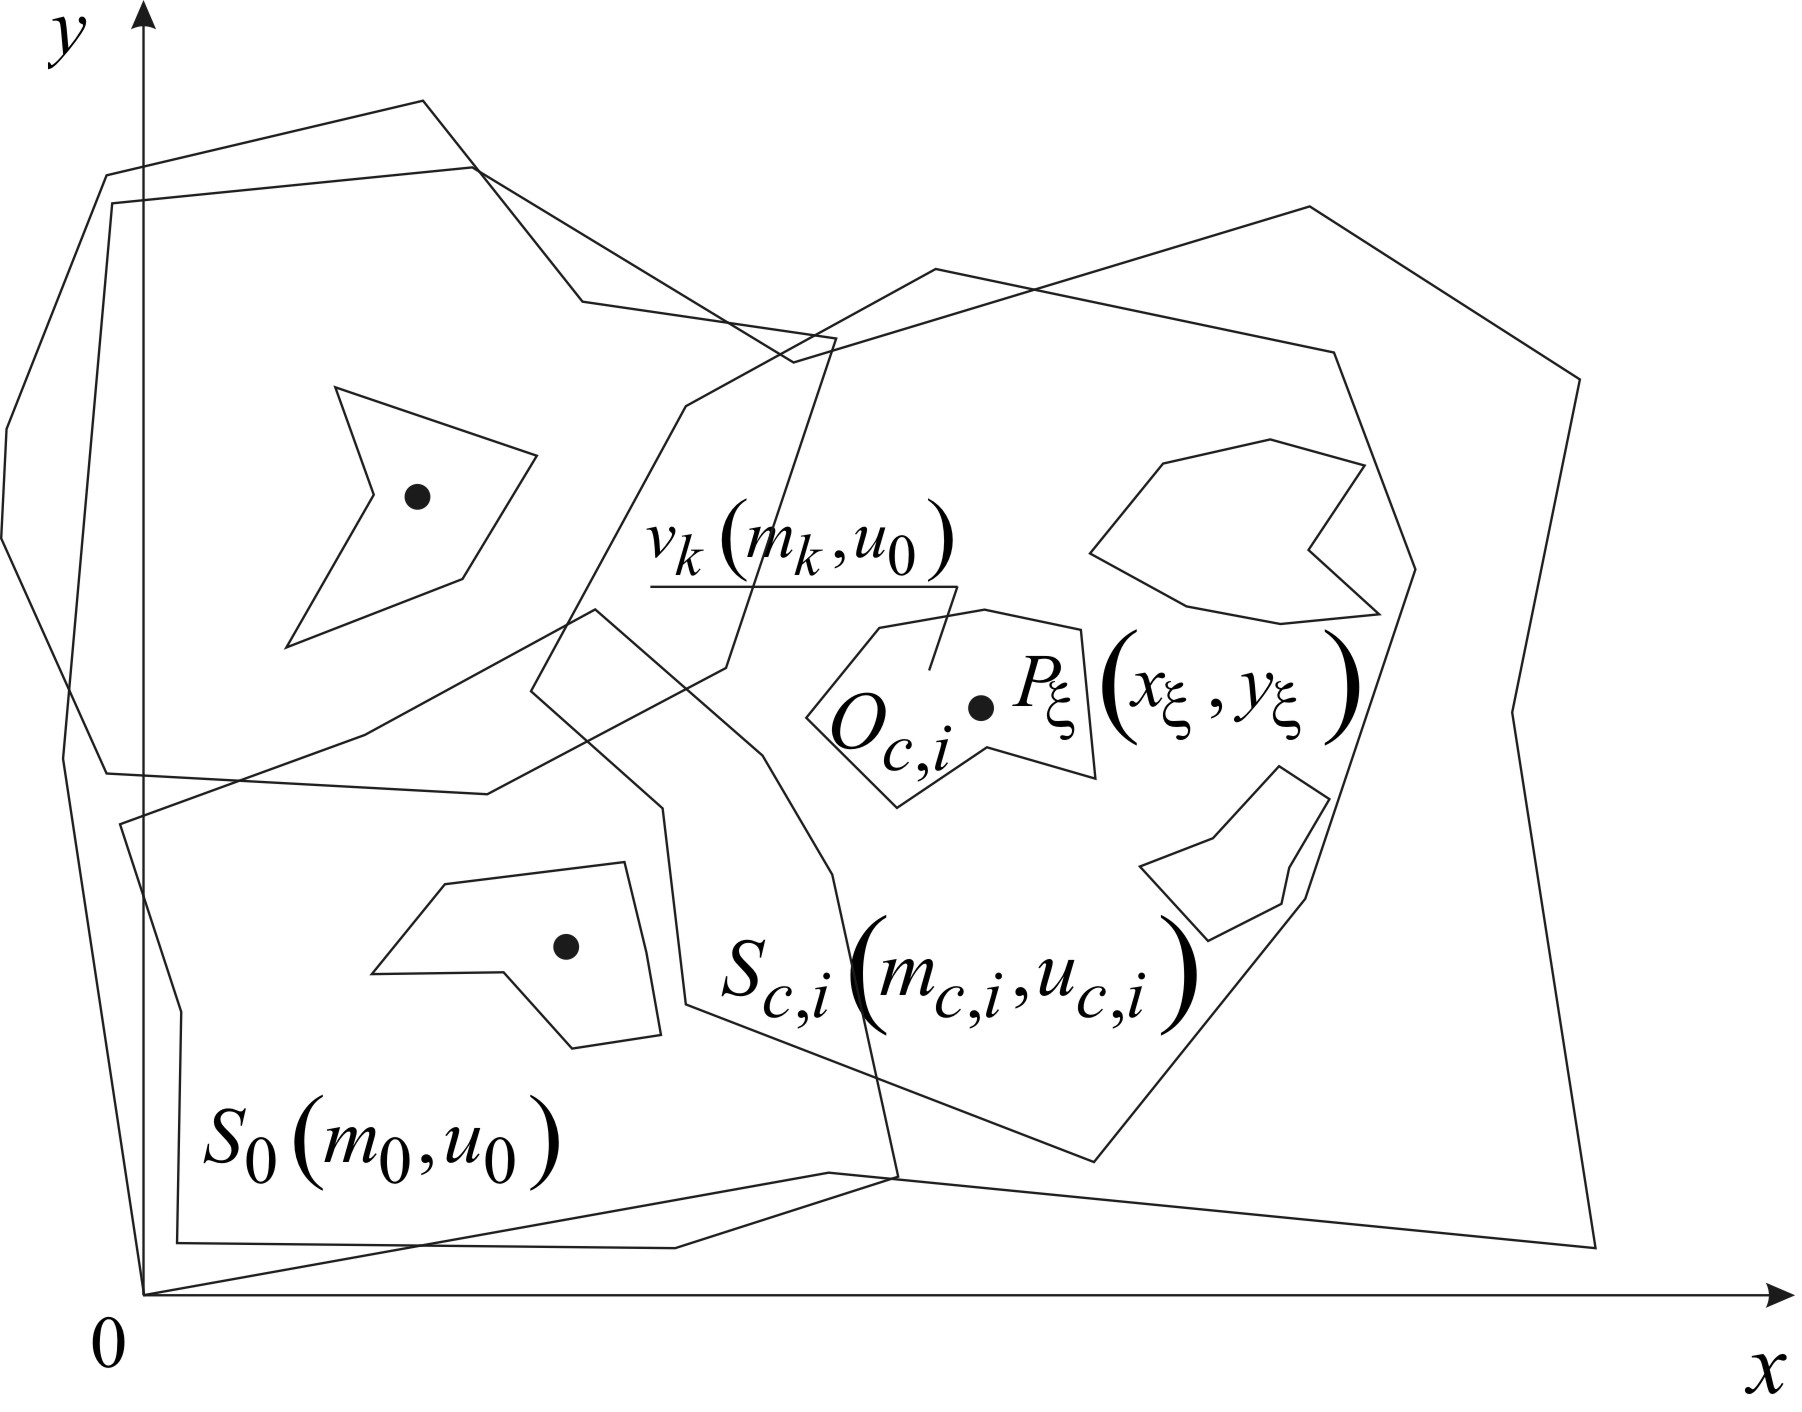 y
v_k (m_k, u_0)
P_ξ (x_ξ, y_ξ)
O_{c,i}
S_{c,i} (m_{c,i}, u_{c,i})
S_0 (m_0, u_0)
0
x